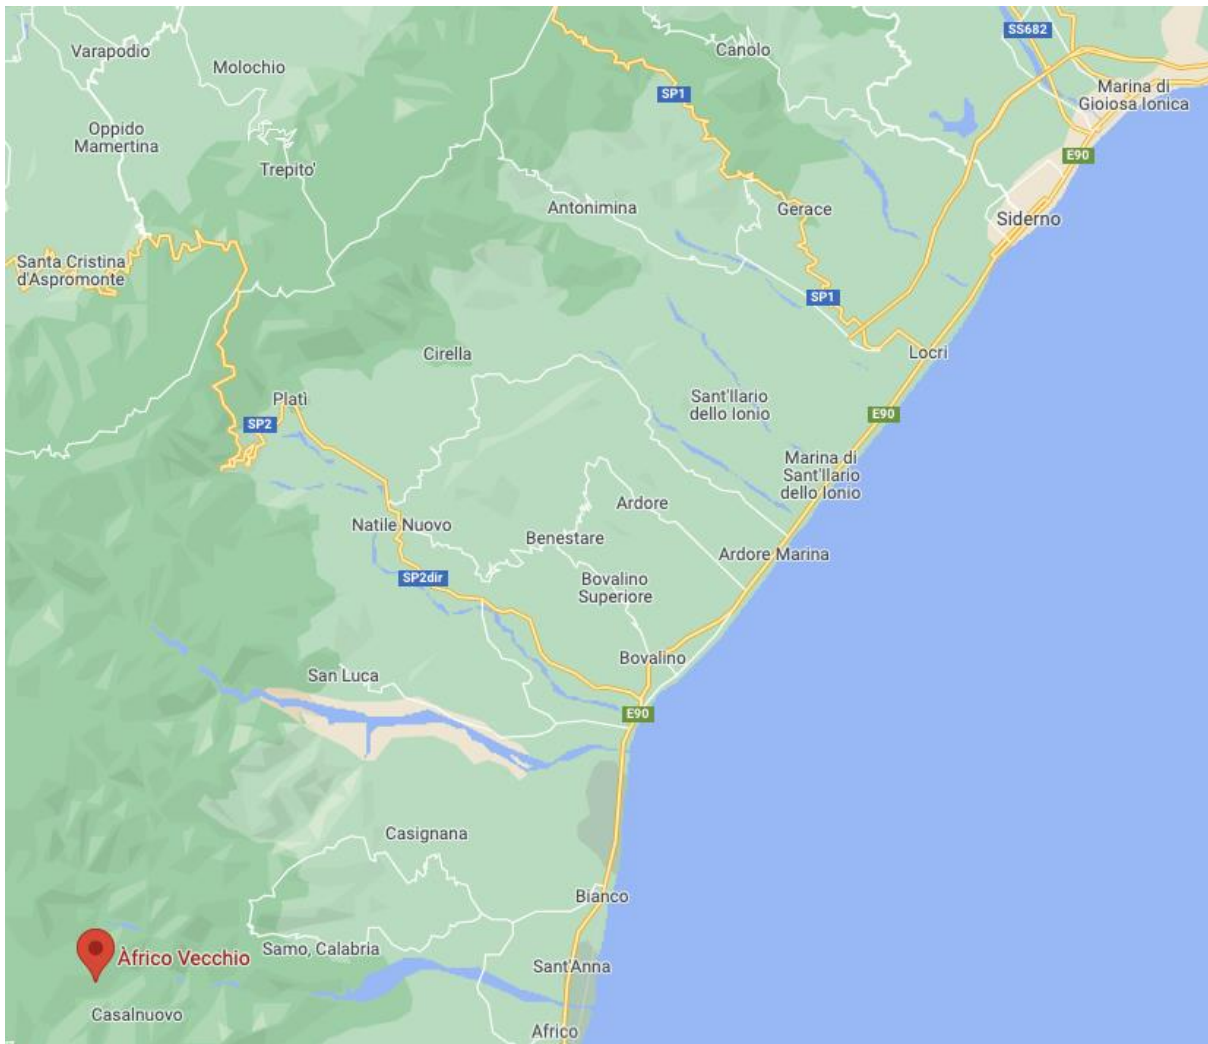 SS682
Varapodio
Canolo
Molochio
SP1
Marina di
Gioiosa Ionica
Oppido
Mamertina
E90
Trepito'
Antonimina
Gerace
Siderno
Santa Cristina
d'Aspromonte
SP1
Locri
Cirella
Platì
Sant'Ilario
dello Ionio
E90
SP2
Marina di
Sant'Ilario
dello Ionio
Ardore
Natile Nuovo
Benestare
Ardore Marina
SP2dir
Bovalino
Superiore
Bovalino
San Luca
E90
Casignana
Bianco
Samo, Calabria
Àfrico Vecchio
Sant'Anna
Casalnuovo
Africo